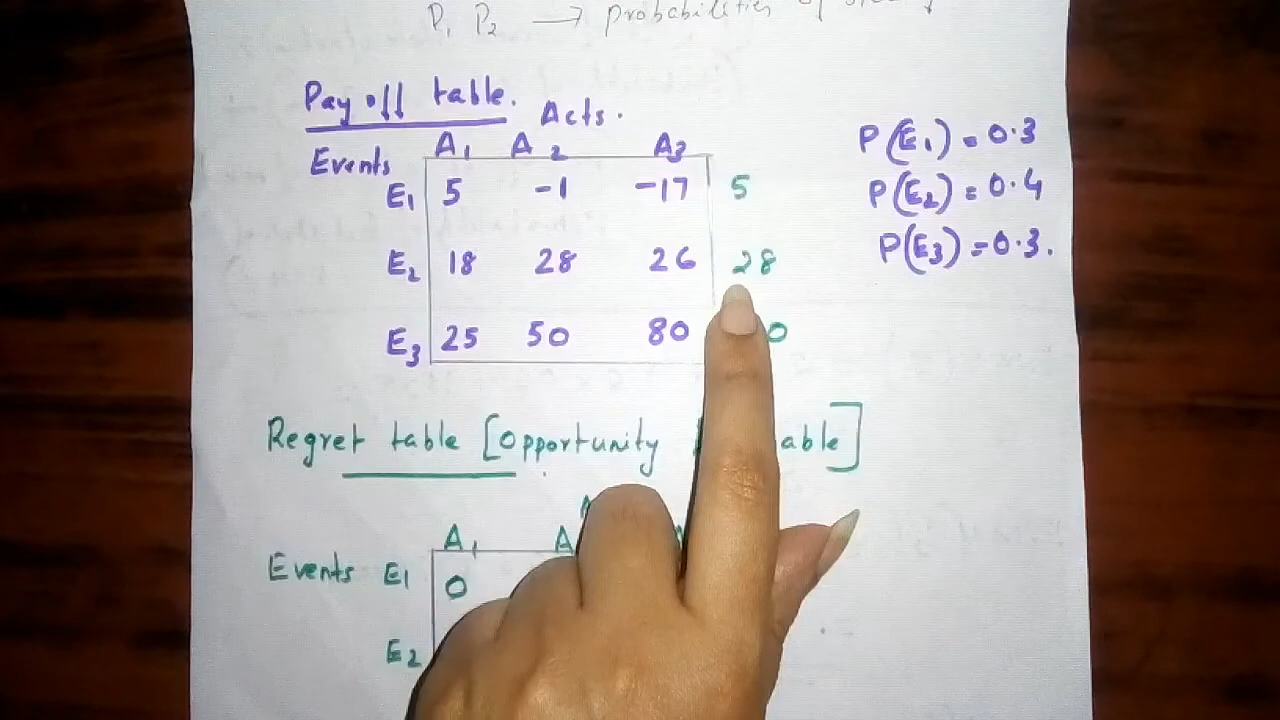 P1 P2 → probabilities of
Pay off table. Acts.
A1 A2 A3
Events
E1 5 -1 -17 5
E2 18 28 26 28
E3 25 50 80 0
P(E1) = 0.3
P(E2) = 0.4
P(E3) = 0.3.
Regret table [Opportunity able]
A1 A
Events E1 0
E2